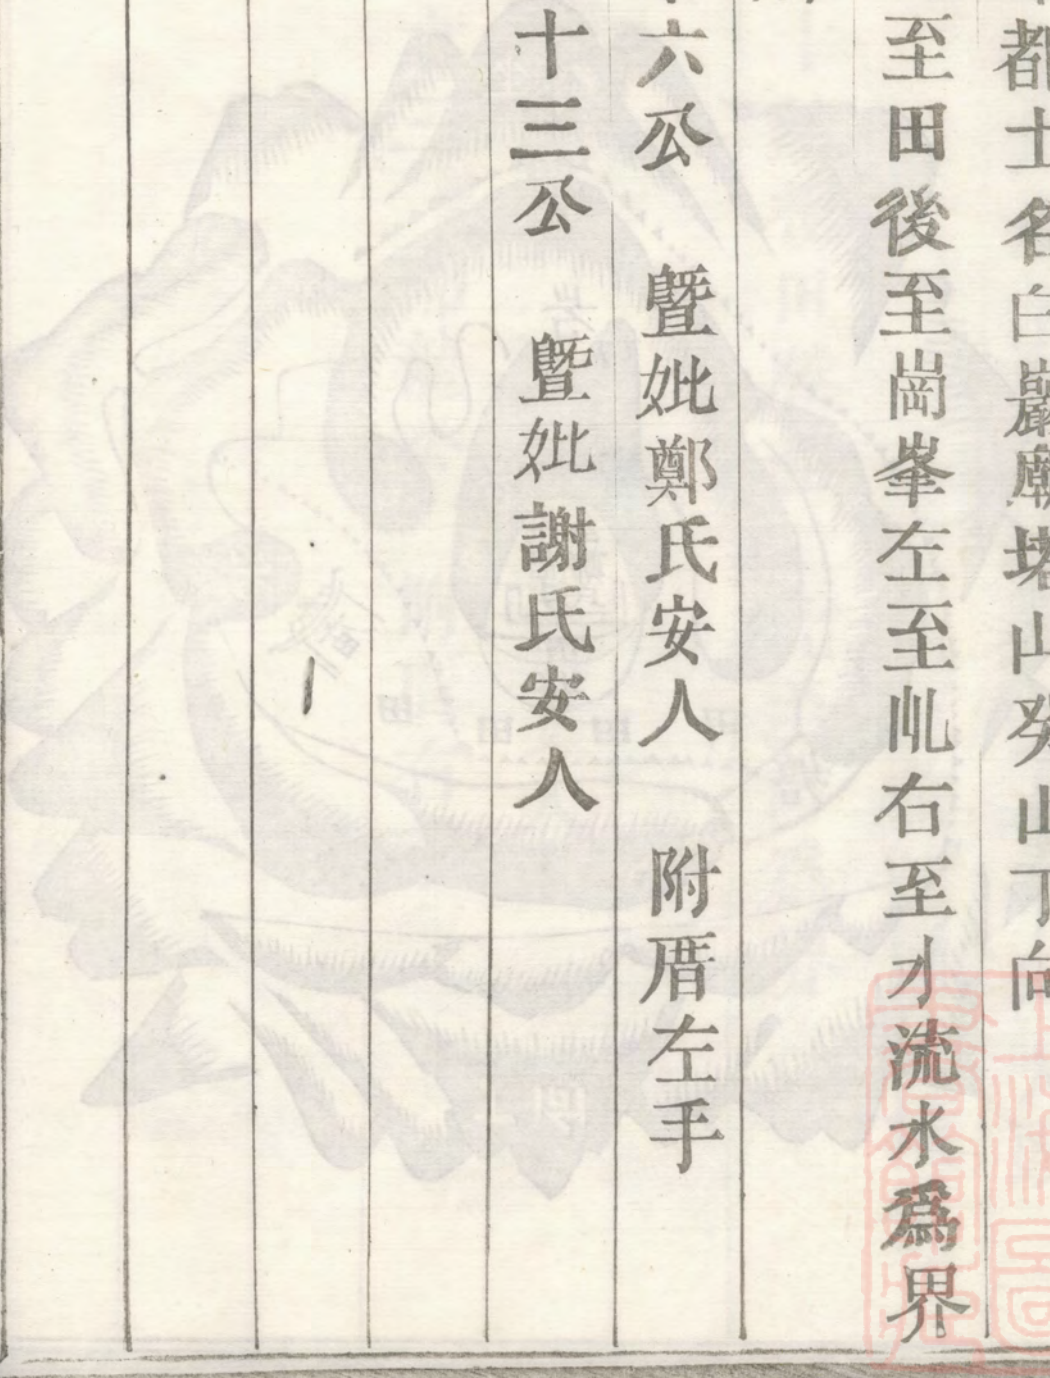 都土名白巖廟塔山癸山丁向
至田後至崗峯左至乢右至水流水爲界
六公　暨妣鄭氏安人　附厝左手
十三公　暨妣謝氏安人